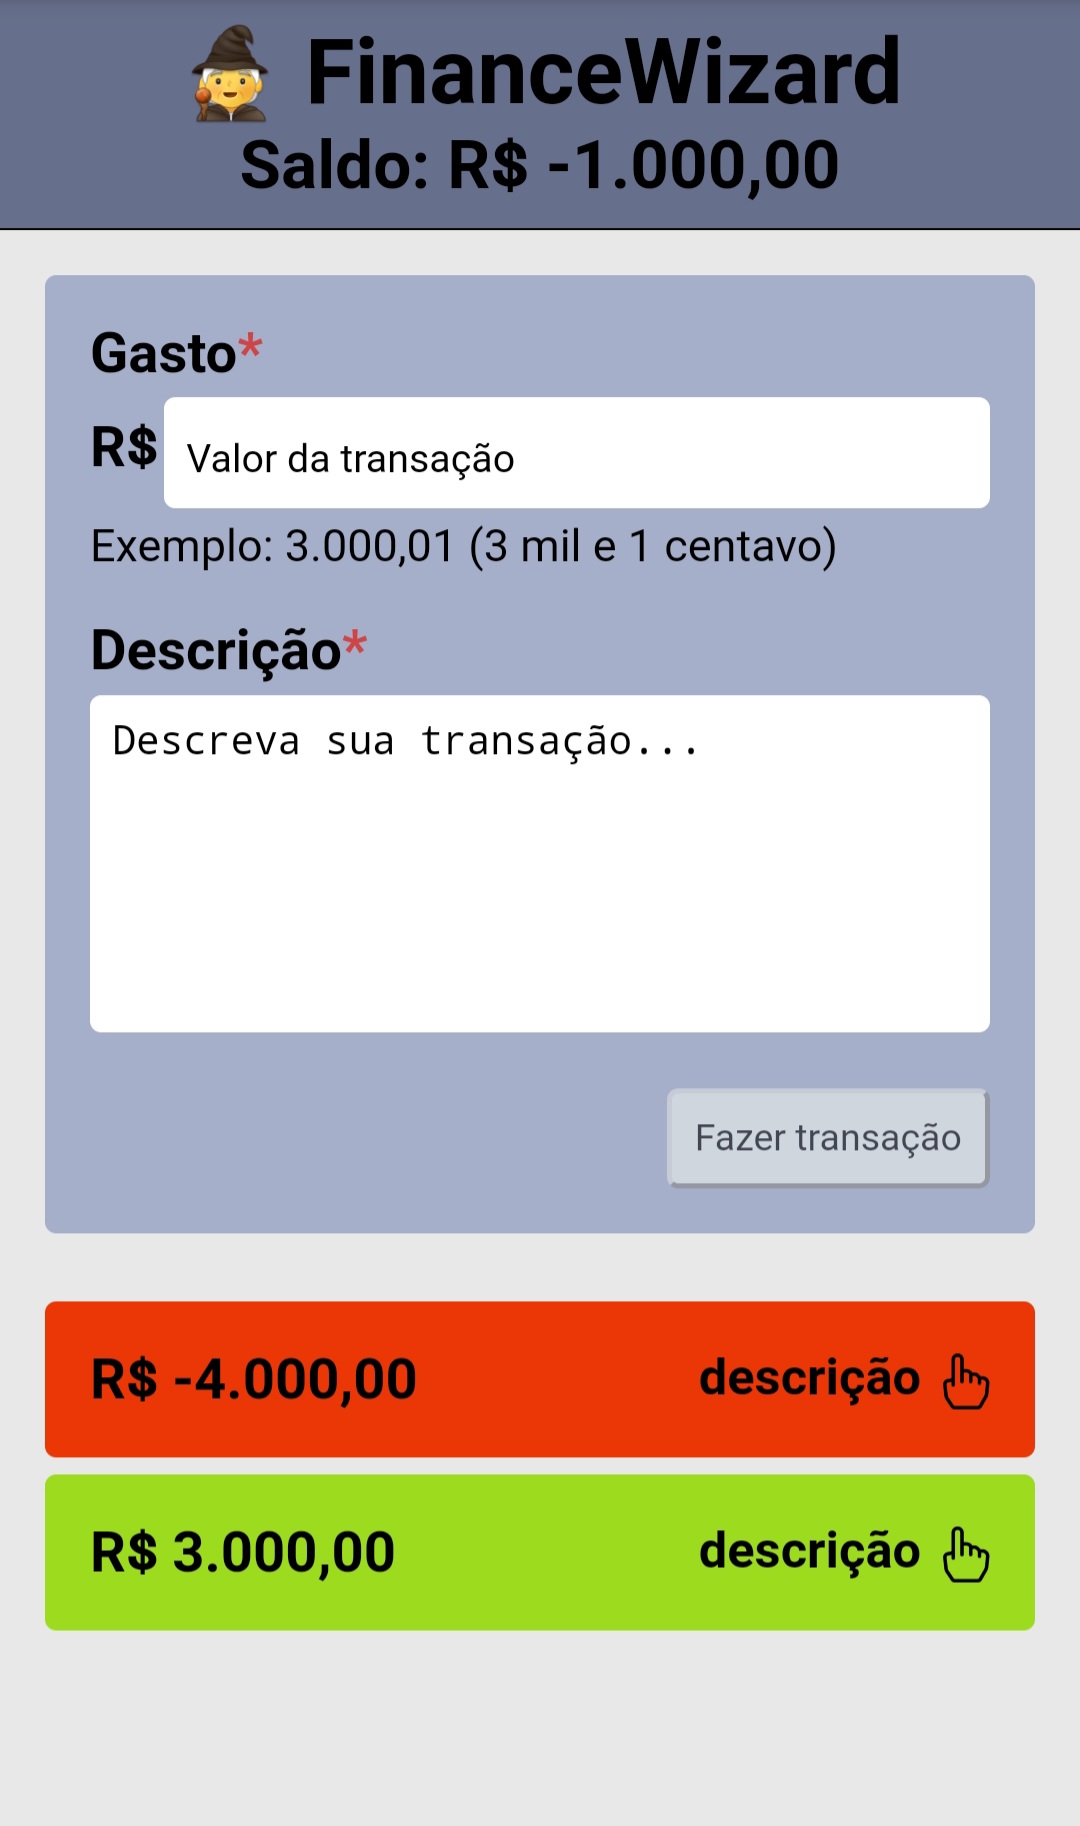 FinanceWizard
Saldo: R$ -1.000,00
Gasto*
R$ Valor da transação
Exemplo: 3.000,01 (3 mil e 1 centavo)
Descrição*
Descreva sua transação...
Fazer transação
R$ -4.000,00 descrição
R$ 3.000,00 descrição